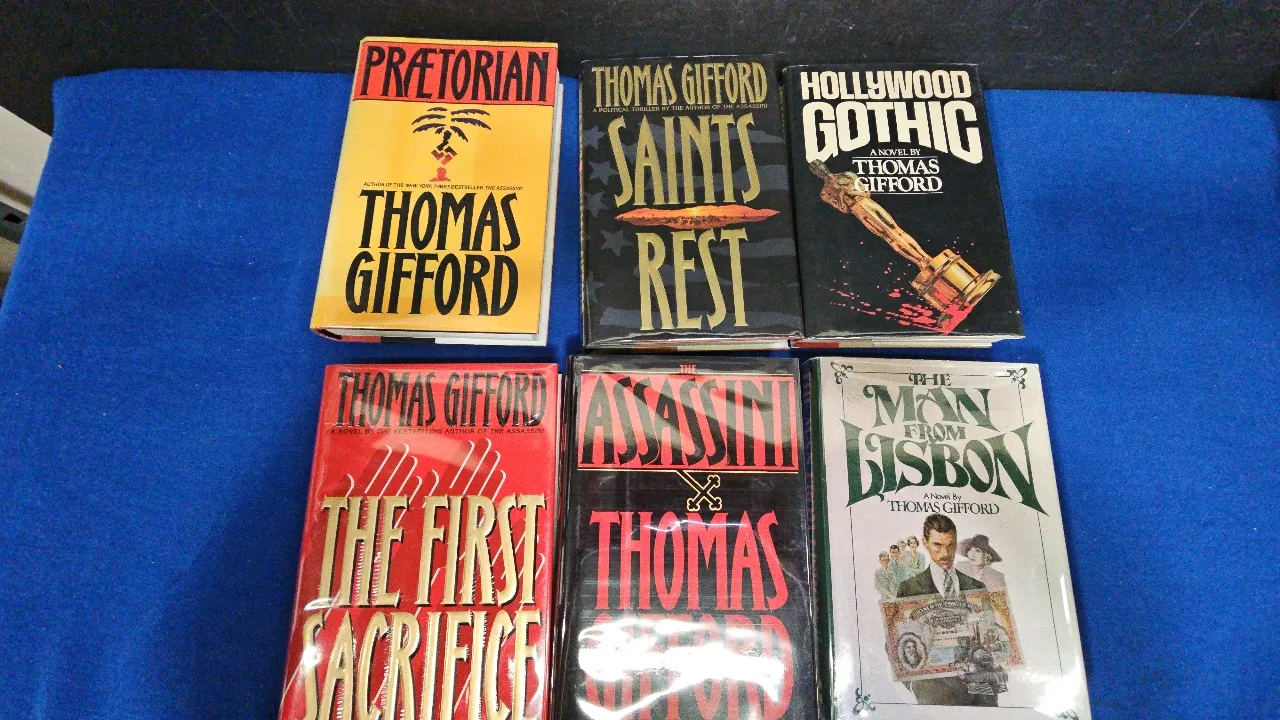 PRÆTORIAN
AUTHOR OF THE NEW YORK TIMES BESTSELLER THE ASSASSINI
THOMAS
GIFFORD
THOMAS GIFFORD
A POLITICAL THRILLER BY THE AUTHOR OF THE ASSASSINI
SAINTS
REST
HOLLYWOOD
GOTHIC
A NOVEL BY
THOMAS
GIFFORD
THOMAS GIFFORD
A NOVEL BY THE BESTSELLING AUTHOR OF THE ASSASSINI
THE FIRST
SACRIFICE
THE
ASSASSINI
THOMAS
GIFFORD
THE
MAN
FROM
LISBON
A Novel By
THOMAS GIFFORD